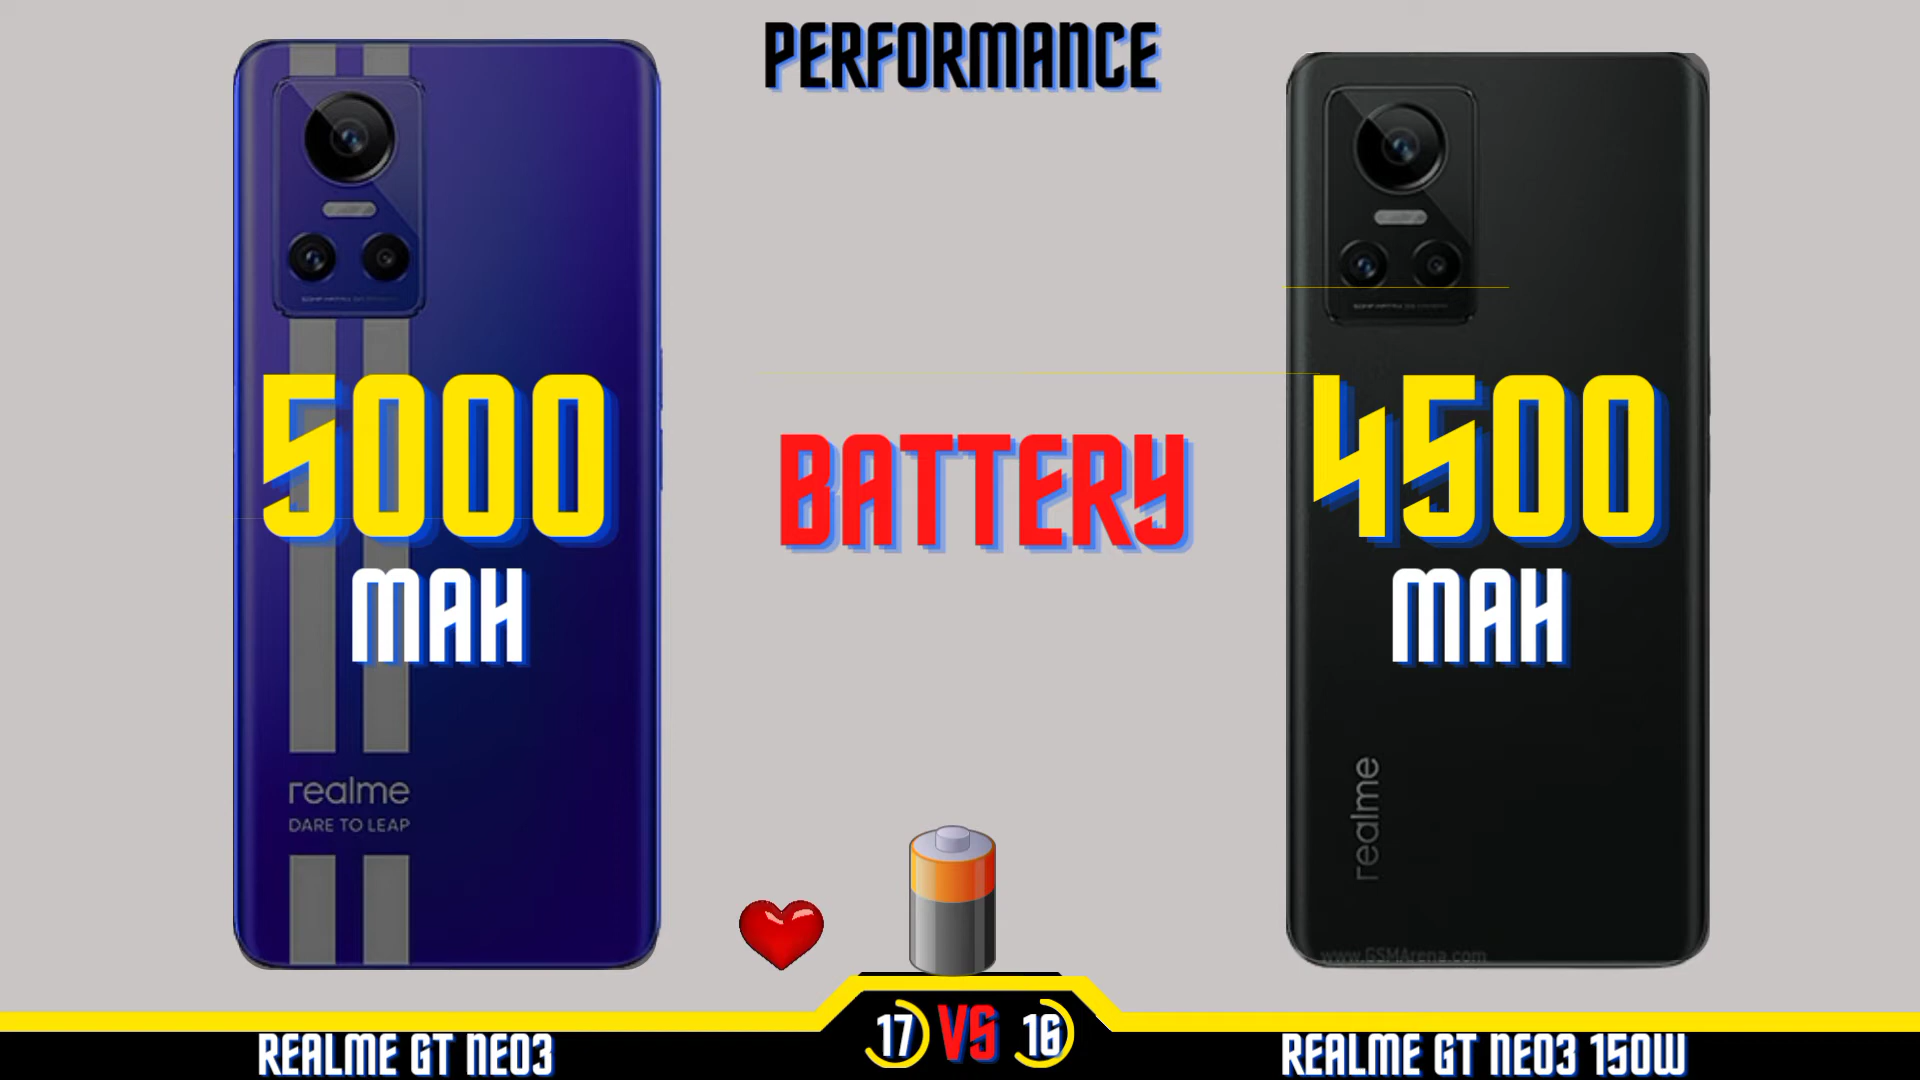 PERFORMANCE
5000
MAH
BATTERY
4500
MAH
realme
DARE TO LEAP
realme
www.GSMArena.com
17 VS 16
REALME GT NEO3
REALME GT NEO3 150W